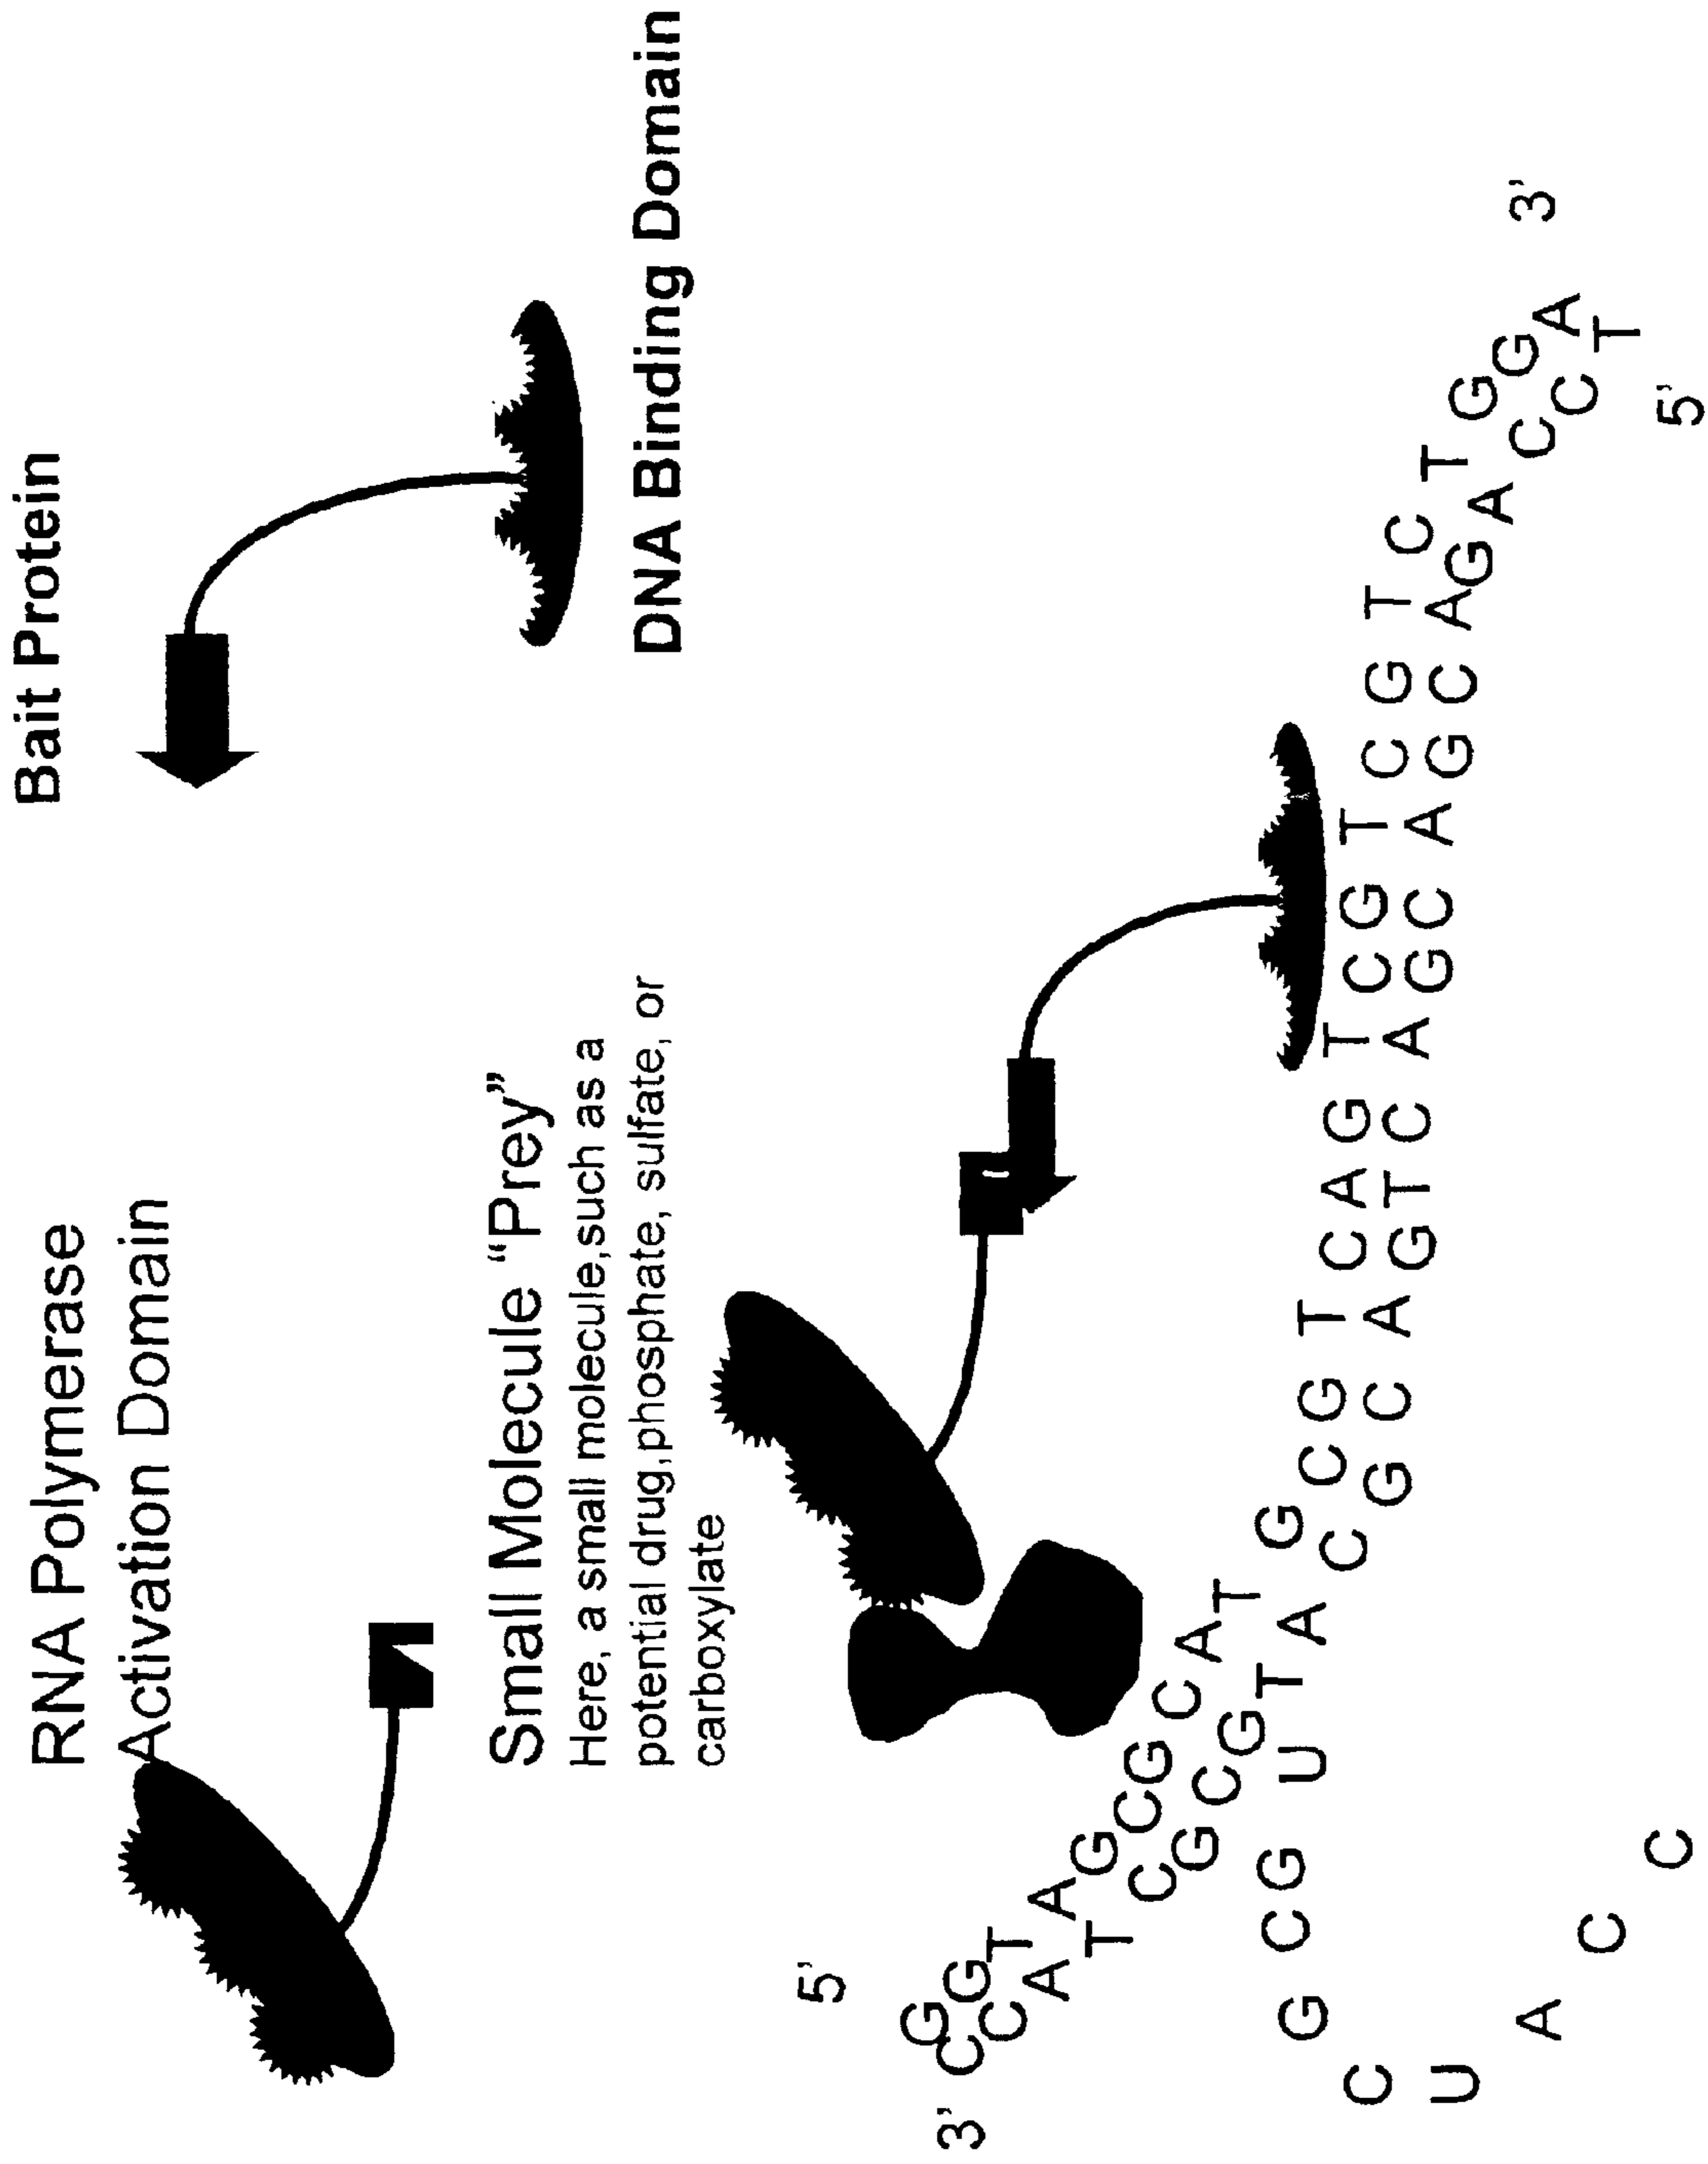 RNA Polymerase
Activation Domain
Bait Protein
Small Molecule “Prey”
Here, a small molecule,such as a
potential drug,phosphate, sulfate, or
carboxylate
DNA Binding Domain
5' G G T A G C G C A T G C G T C A G T C G T C G T C T G G A 3'
3' C C A T C G C G T A C G C A G T C A G C A G C A G A C C T 5'
U G C G C U A C C